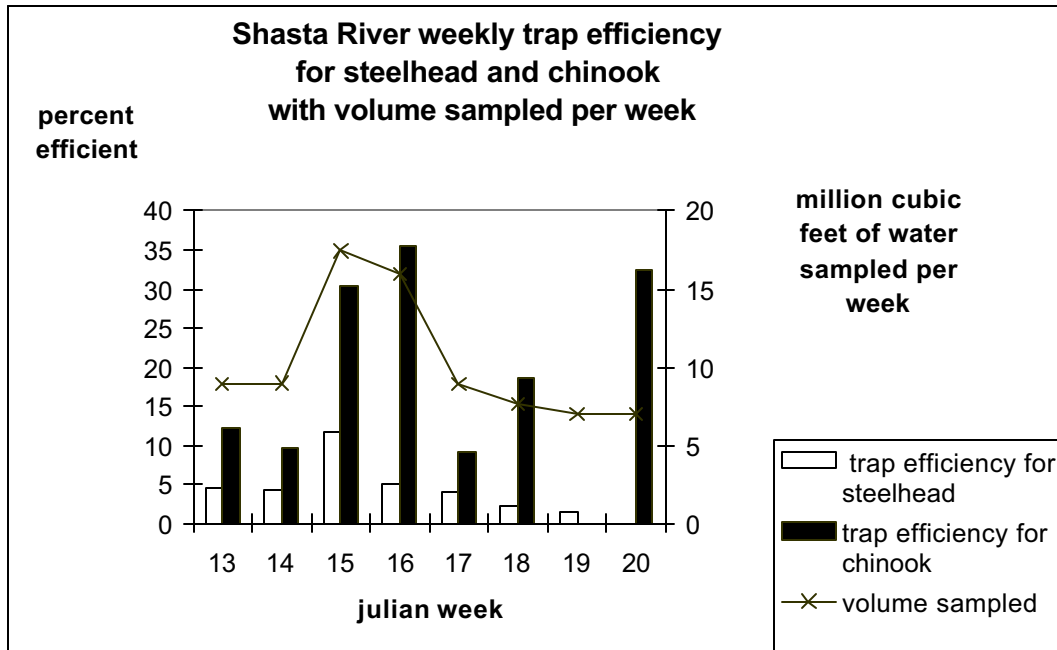 Shasta River weekly trap efficiency
for steelhead and chinook
with volume sampled per week
percent
efficient
million cubic
feet of water
sampled per
week
40
35
30
25
20
15
10
5
0
20
15
10
5
0
13 14 15 16 17 18 19 20
julian week
trap efficiency for
steelhead
trap efficiency for
chinook
volume sampled